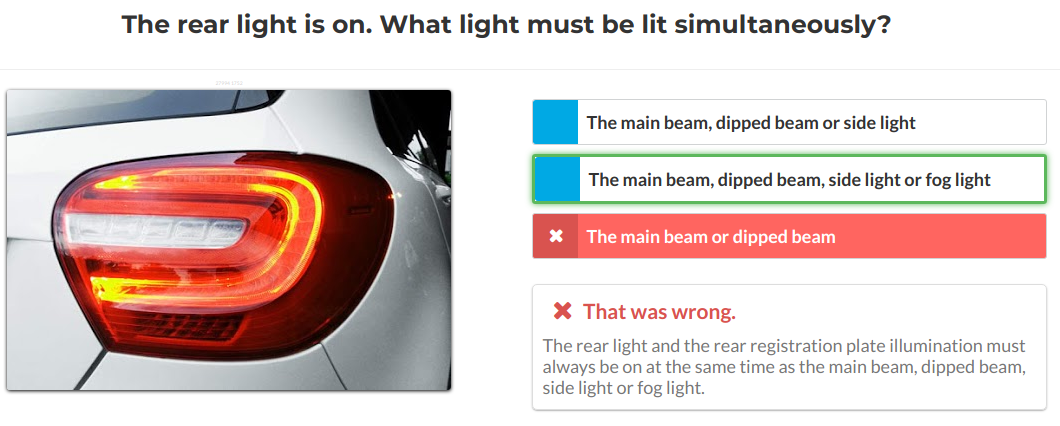 The rear light is on. What light must be lit simultaneously?
The main beam, dipped beam or side light
The main beam, dipped beam, side light or fog light
The main beam or dipped beam
That was wrong.
The rear light and the rear registration plate illumination must
always be on at the same time as the main beam, dipped beam,
side light or fog light.